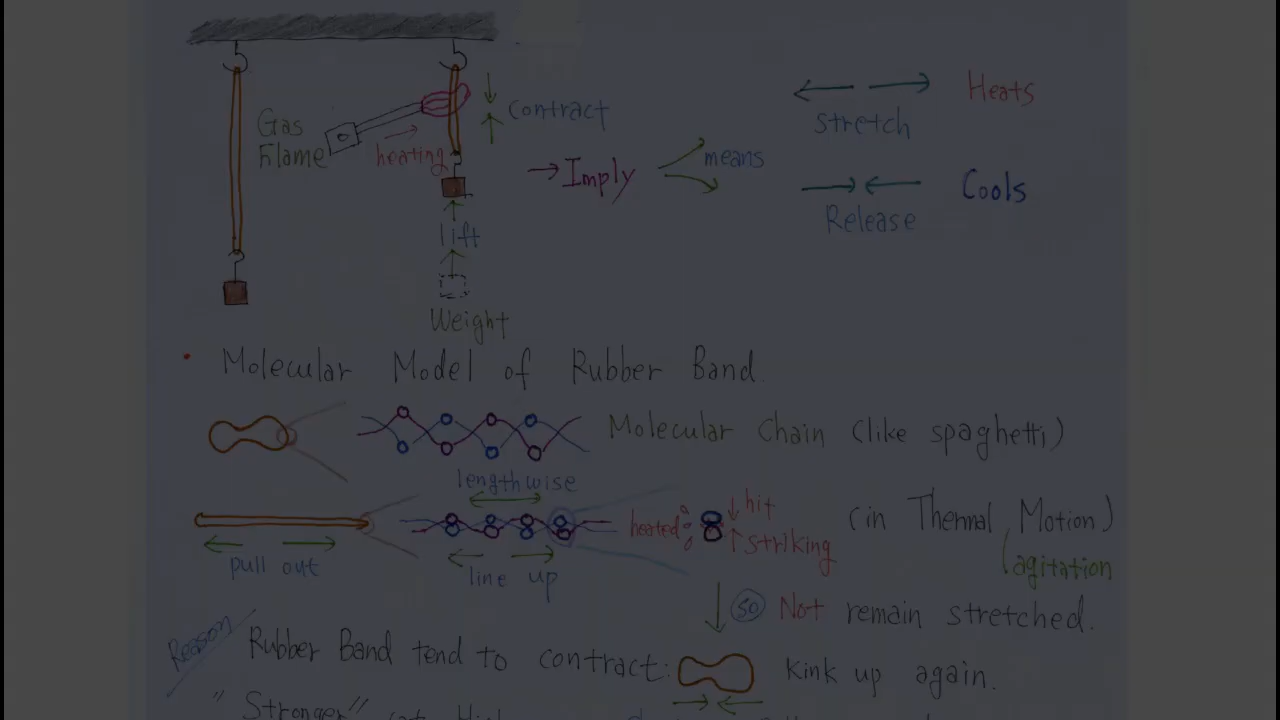 Gas
Flame
heating
contract
lift
Weight
→ Imply
means
stretch
Heats
Release
Cools
• Molecular Model of Rubber Band.
Molecular Chain (like spaghetti)
lengthwise
pull out
line up
heated:
hit
striking
(in Thermal Motion)
agitation
so Not remain stretched.
Reason
Rubber Band tend to contract:
Kink up again.
"Stronger"